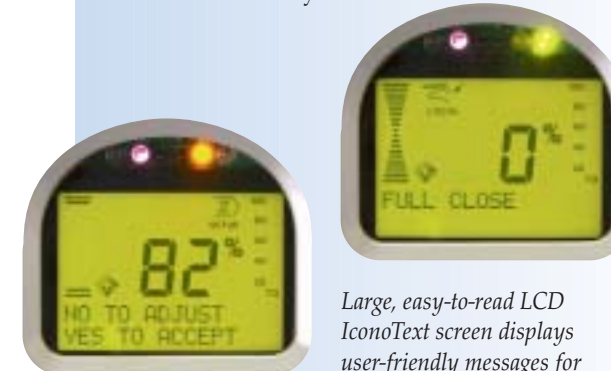 0%
FULL CLOSE
82%
NO TO ADJUST
YES TO ACCEPT
Large, easy-to-read LCD
IconoText screen displays
user-friendly messages for